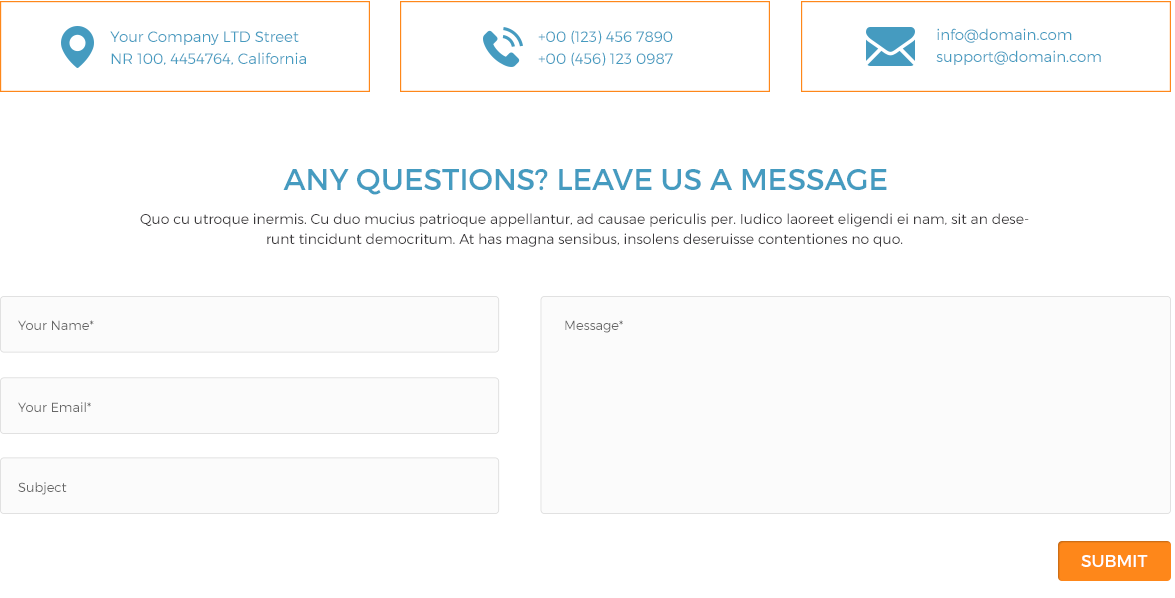 Your Company LTD Street
NR 100, 4454764, California
+00 (123) 456 7890
+00 (456) 123 0987
info@domain.com
support@domain.com
ANY QUESTIONS? LEAVE US A MESSAGE
Quo cu utroque inermis. Cu duo mucius patrioque appellantur, ad causae periculis per. Iudico laoreet eligendi ei nam, sit an dese-
runt tincidunt democritum. At has magna sensibus, insolens deseruisse contentiones no quo.
Your Name*
Your Email*
Subject
Message*
SUBMIT